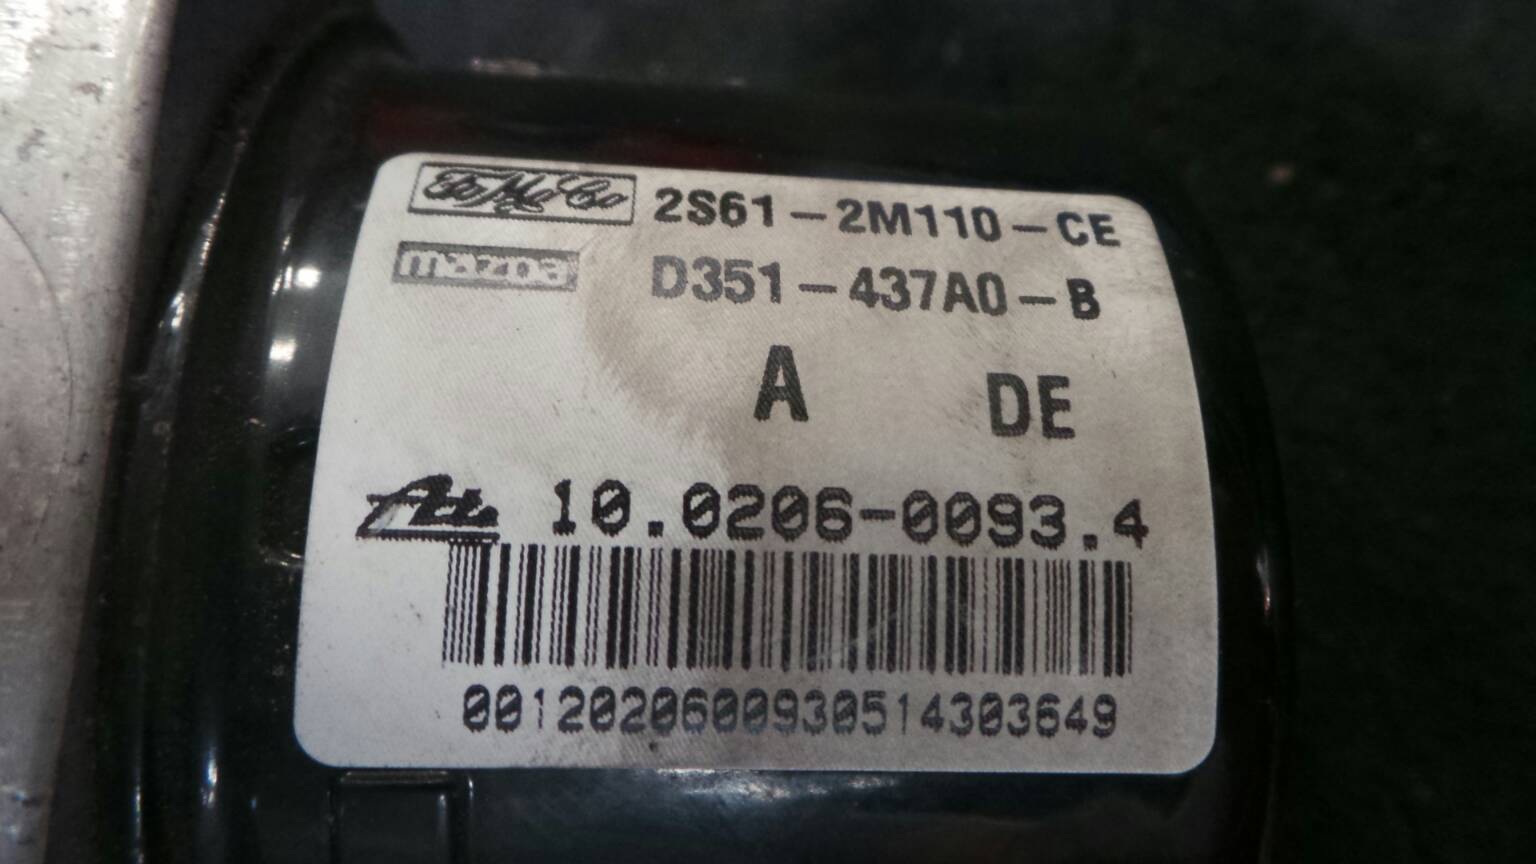 FoMoCo 2S61-2M110-CE
mazda D351-437A0-B
A DE
Ate 10.0206-0093.4
0012020600930514303649